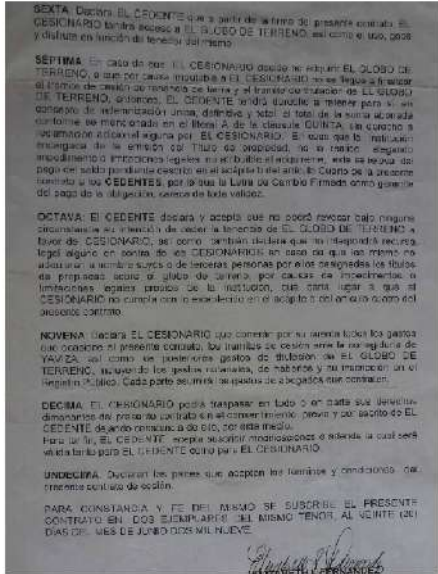 SEXTA: Declara EL CEDENTE que a partir de la firma de presente contrato EL
CESIONARIO tendrá acceso a EL GLOBO DE TERRENO, así como el uso, goce
y disfrute en función de tenedor del mismo.
SÉPTIMA: En caso de que EL CESIONARIO decida no adquirir EL GLOBO DE
TERRENO, o que por causa imputable a EL CESIONARIO no se llegue a finalizar
el trámite de cesión de tenencia de tierra y el trámite de titulación de EL GLOBO
DE TERRENO, entonces, EL CEDENTE tendrá derecho a retener para sí, en
concepto de indemnización única, definitiva y total, el total de la suma abonada
conforme se mencionada en el literal A de la cláusula QUINTA, sin derecho a
reclamación adicional alguna por EL CESIONARIO. El caso que la institución
encargada de la emisión del Título de propiedad, no lo realice alegando
impedimento o limitaciones legales no atribuible al adquirente, este se releva del
pago del saldo pendiente descrito en el acápite b del artículo Cuarto de la presente
contrato a los CEDENTES, por lo que la Letra de Cambio Firmada como garantía
del pago de la obligación, carecerá de toda validez.
OCTAVA: El CEDENTE declara y acepta que no podrá revocar bajo ninguna
circunstancia su intención de ceder la tenencia de EL GLOBO DE TERRENO a
favor del CESIONARIO, así como también declara que no interpondrá recurso
legal alguno en contra de los CESIONARIOS en caso de que los mismo no
adquieran a nombre suyos o de terceras personas por ellos designadas los títulos
de propiedad sobre el globo de terreno, por causas de impedimentos o
limitaciones legales propios de la institución, que daría lugar a que el
CESIONARIO no cumpla con lo establecido en el acápite b del artículo cuarto del
presente contrato.
NOVENA: Declara EL CESIONARIO que correrán por su cuenta todos los gastos
que ocasione el presente contrato, los trámites de cesión ante la corregiduría de
YAVIZA, así como los posteriores gastos de titulación de EL GLOBO DE
TERRENO, incluyendo los gastos notariales, de haberlos y su inscripción en el
Registro Público. Cada parte asumirá los gastos de abogados que contraten.
DECIMA: EL CESIONARIO podrá traspasar en todo o en parte sus derechos
dimanantes del presente contrato sin el consentimiento previo y por escrito de EL
CEDENTE dejando constancia de ello, por este medio.
Para tal fin, EL CEDENTE acepta suscribir modificaciones o adenda la cual será
válida tanto para EL CEDENTE como para EL CESIONARIO.
UNDECIMA: Declaran las partes que aceptan los términos y condiciones del
presente contrato de cesión.
PARA CONSTANCIA Y FE DEL MISMO SE SUSCRIBE EL PRESENTE
CONTRATO EN DOS EJEMPLARES DEL MISMO TENOR, AL VEINTE (20)
DÍAS DEL MES DE JUNIO DOS MIL NUEVE.
FERNANDEZ